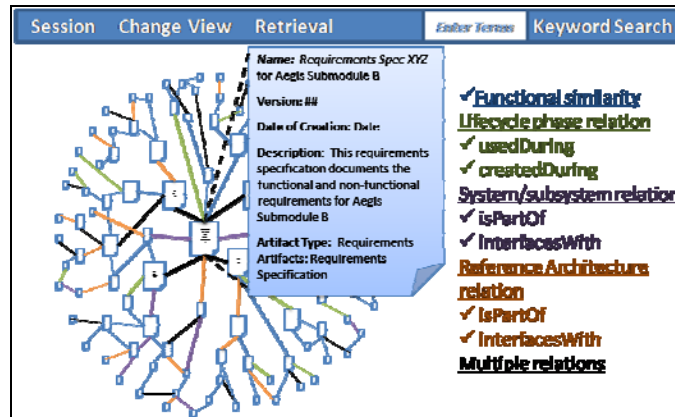 Session Change View Retrieval Enter Terms Keyword Search
Name: Requirements Spec XYZ
for Aegis Submodule B
Version: ##
Date of Creation: Date
Description: This requirements
specification documents the
functional and non-functional
requirements for Aegis
Submodule B
Artifact Type: Requirements
Artifacts: Requirements
Specification
✓Functional similarity
Lifecycle phase relation
✓usedDuring
✓createdDuring
System/subsystem relation
✓isPartOf
✓InterfacesWith
Reference Architecture
relation
✓isPartOf
✓InterfacesWith
Multiple relations